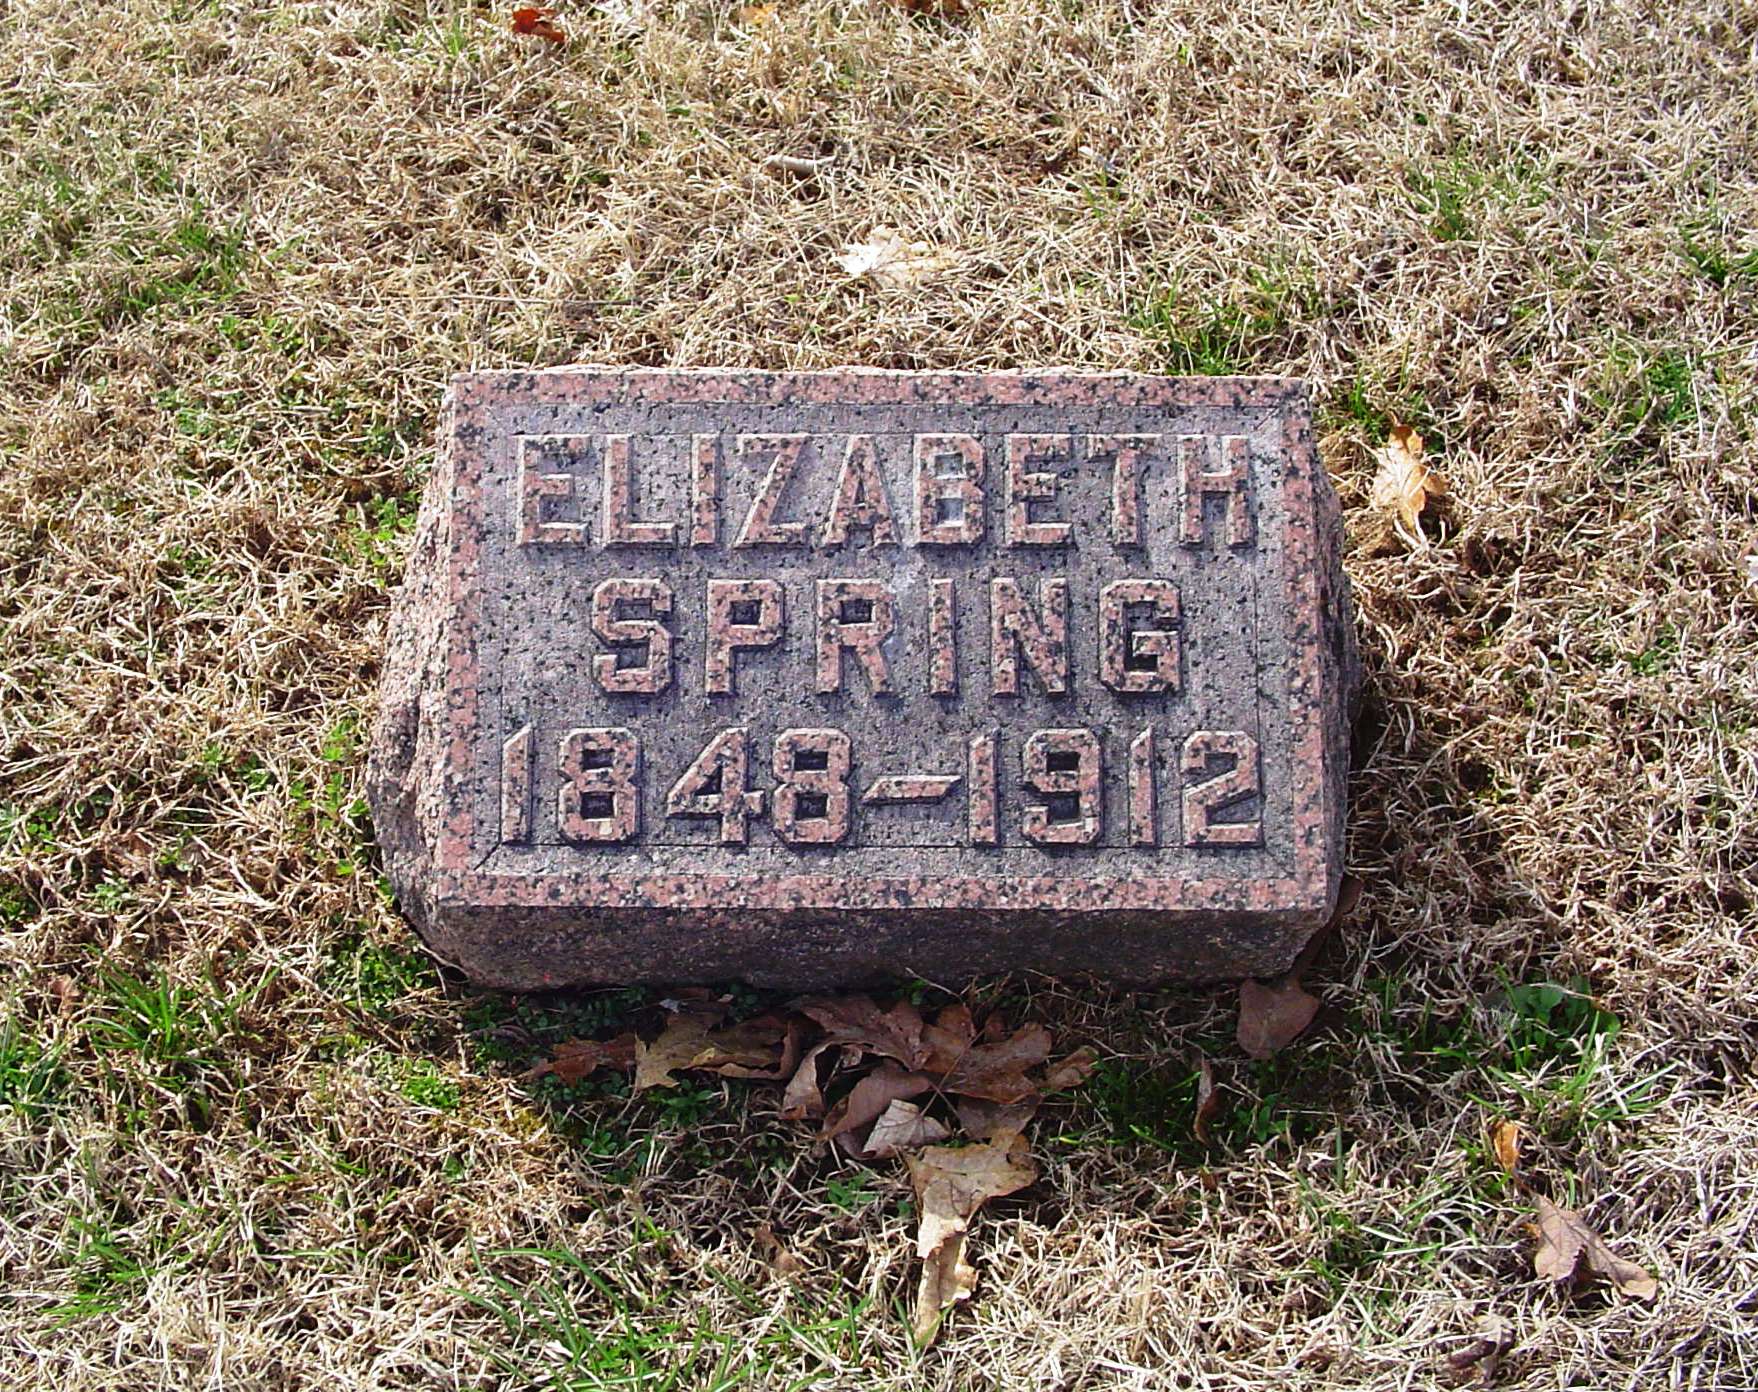 ELIZABETH
SPRING
1848-1912